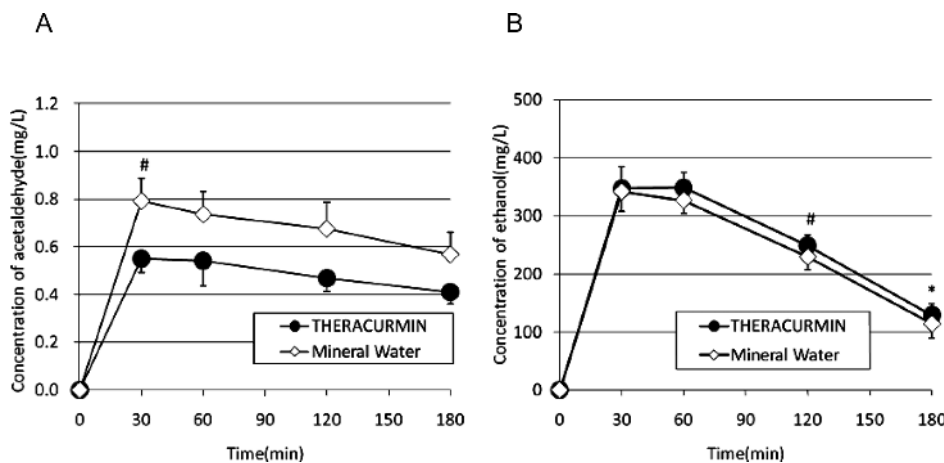 A
B
Concentration of acetaldehyde(mg/L)
1.2
1.0
0.8
0.6
0.4
0.2
0.0
#
THERACURMIN
Mineral Water
0 30 60 90 120 150 180
Time(min)
Concentration of ethanol(mg/L)
500
400
300
200
100
0
#
*
THERACURMIN
Mineral Water
0 30 60 90 120 150 180
Time(min)